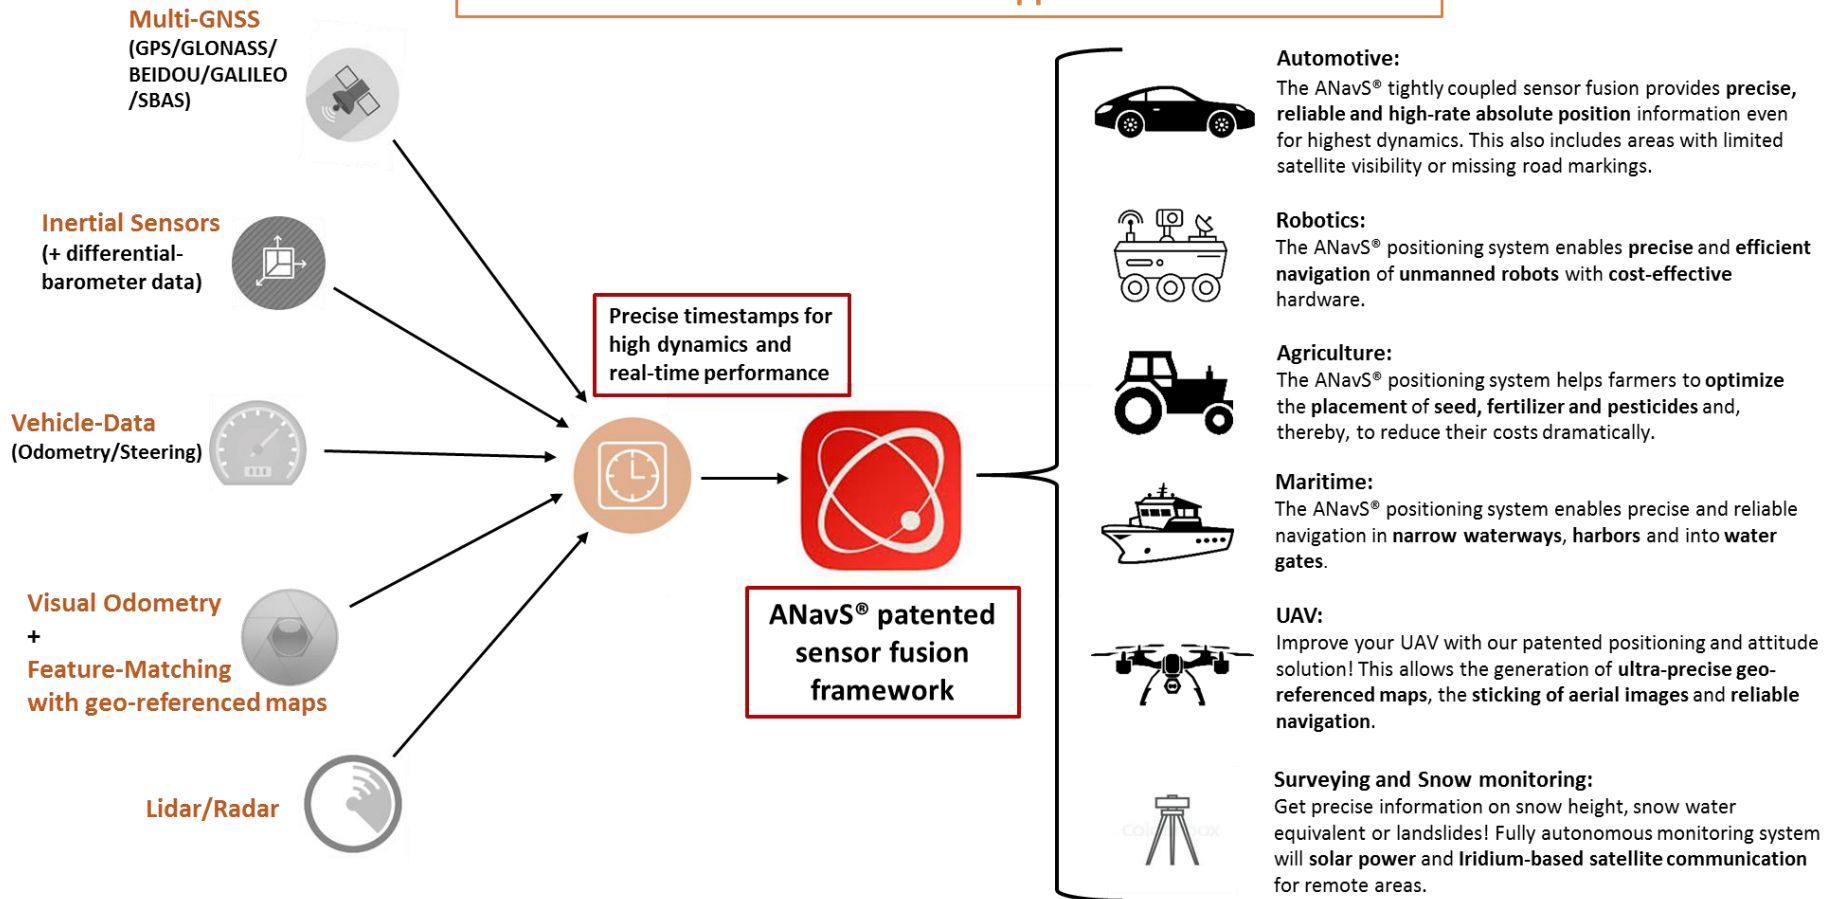 Multi-GNSS
(GPS/GLONASS/
BEIDOU/GALILEO
/SBAS)
Inertial Sensors
(+ differential-
barometer data)
Vehicle-Data
(Odometry/Steering)
Visual Odometry
+
Feature-Matching
with geo-referenced maps
Lidar/Radar
Precise timestamps for
high dynamics and
real-time performance
ANavS® patented
sensor fusion
framework
Automotive:
The ANavS® tightly coupled sensor fusion provides precise,
reliable and high-rate absolute position information even
for highest dynamics. This also includes areas with limited
satellite visibility or missing road markings.
Robotics:
The ANavS® positioning system enables precise and efficient
navigation of unmanned robots with cost-effective
hardware.
Agriculture:
The ANavS® positioning system helps farmers to optimize
the placement of seed, fertilizer and pesticides and,
thereby, to reduce their costs dramatically.
Maritime:
The ANavS® positioning system enables precise and reliable
navigation in narrow waterways, harbors and into water
gates.
UAV:
Improve your UAV with our patented positioning and attitude
solution! This allows the generation of ultra-precise geo-
referenced maps, the sticking of aerial images and reliable
navigation.
Surveying and Snow monitoring:
Get precise information on snow height, snow water
equivalent or landslides! Fully autonomous monitoring system
will solar power and Iridium-based satellite communication
for remote areas.